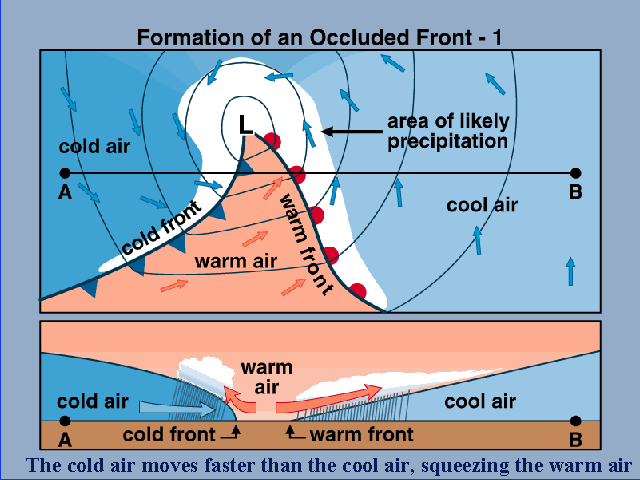 Formation of an Occluded Front - 1
L
area of likely
precipitation
cold air
A
B
cold front
warm front
cool air
warm air
warm
air
cold air
cool air
A
cold front
warm front
B
The cold air moves faster than the cool air, squeezing the warm air